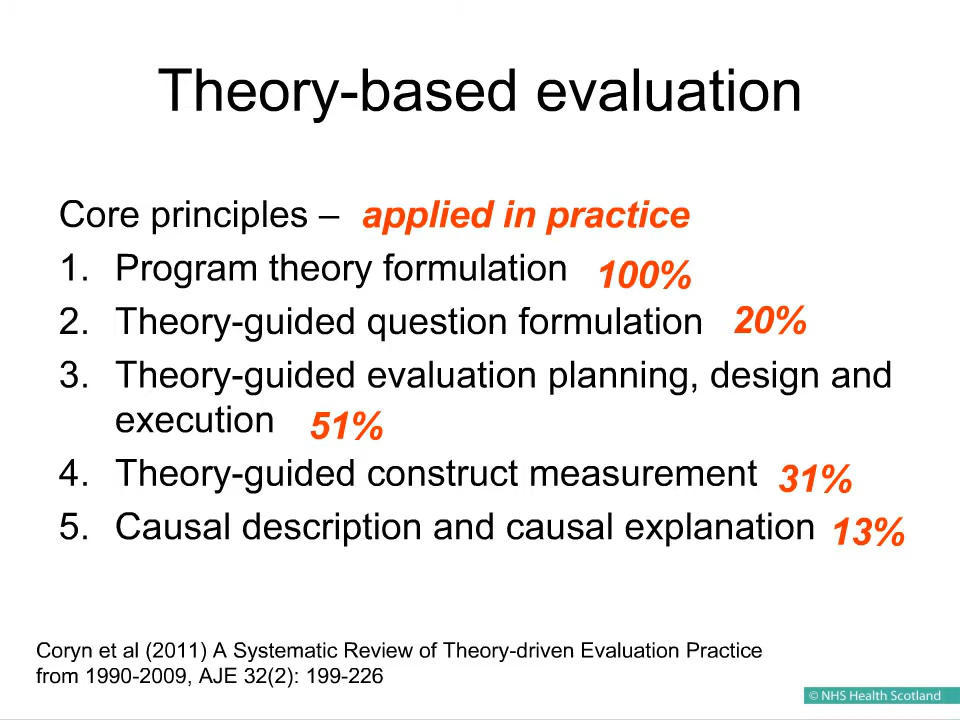 Theory-based evaluation
Core principles – applied in practice
1. Program theory formulation 100%
2. Theory-guided question formulation 20%
3. Theory-guided evaluation planning, design and
execution 51%
4. Theory-guided construct measurement 31%
5. Causal description and causal explanation 13%
Coryn et al (2011) A Systematic Review of Theory-driven Evaluation Practice
from 1990-2009, AJE 32(2): 199-226
© NHS Health Scotland